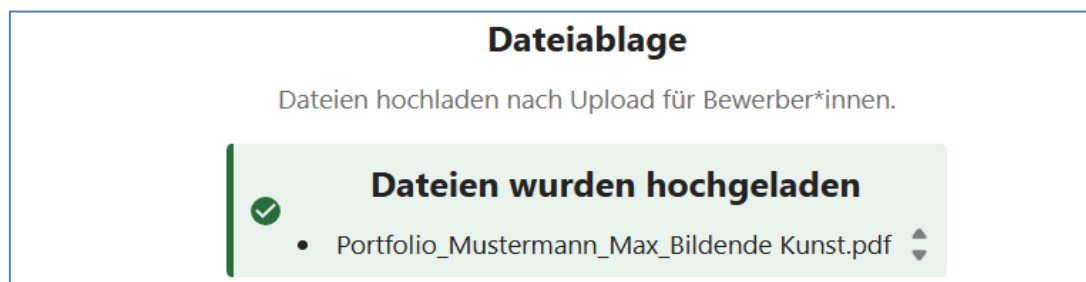 Dateiablage
Dateien hochladen nach Upload für Bewerber*innen.
Dateien wurden hochgeladen
• Portfolio_Mustermann_Max_Bildende Kunst.pdf